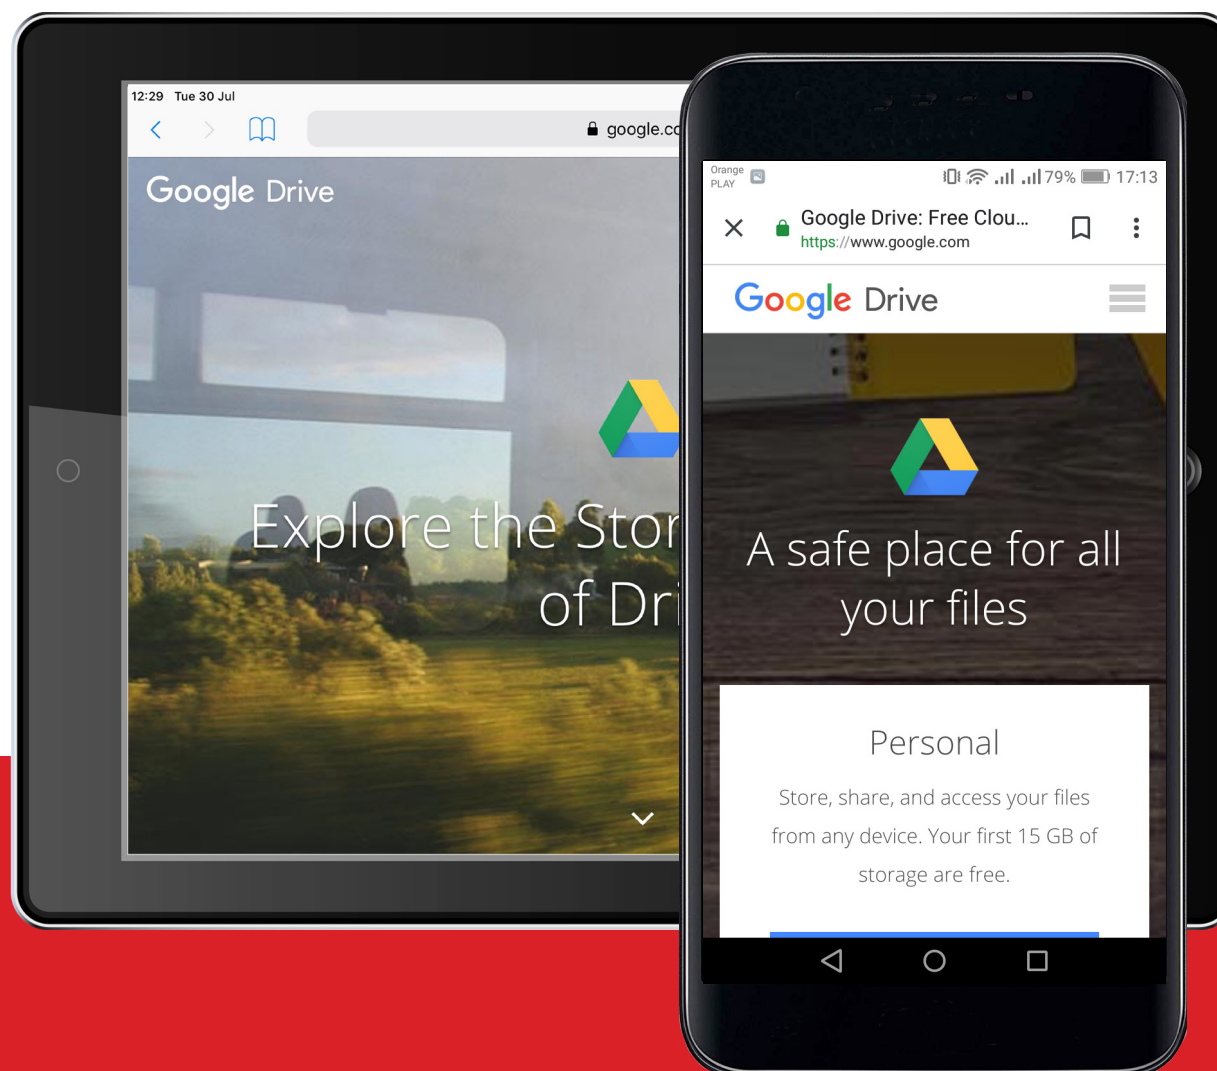 12:29 Tue 30 Jul
google.co
Google Drive
Explore the Stor
of Dri
Orange
PLAY
79% 17:13
Google Drive: Free Clou...
https://www.google.com
Google Drive
A safe place for all
your files
Personal
Store, share, and access your files
from any device. Your first 15 GB of
storage are free.